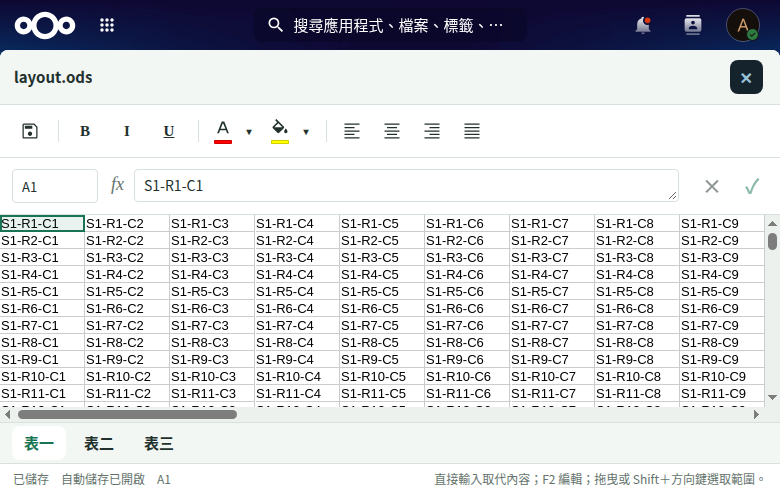 搜尋應用程式、檔案、標籤、…
A
layout.ods
B I U A
A1 fx S1-R1-C1
S1-R1-C1 S1-R1-C2 S1-R1-C3 S1-R1-C4 S1-R1-C5 S1-R1-C6 S1-R1-C7 S1-R1-C8 S1-R1-C9
S1-R2-C1 S1-R2-C2 S1-R2-C3 S1-R2-C4 S1-R2-C5 S1-R2-C6 S1-R2-C7 S1-R2-C8 S1-R2-C9
S1-R3-C1 S1-R3-C2 S1-R3-C3 S1-R3-C4 S1-R3-C5 S1-R3-C6 S1-R3-C7 S1-R3-C8 S1-R3-C9
S1-R4-C1 S1-R4-C2 S1-R4-C3 S1-R4-C4 S1-R4-C5 S1-R4-C6 S1-R4-C7 S1-R4-C8 S1-R4-C9
S1-R5-C1 S1-R5-C2 S1-R5-C3 S1-R5-C4 S1-R5-C5 S1-R5-C6 S1-R5-C7 S1-R5-C8 S1-R5-C9
S1-R6-C1 S1-R6-C2 S1-R6-C3 S1-R6-C4 S1-R6-C5 S1-R6-C6 S1-R6-C7 S1-R6-C8 S1-R6-C9
S1-R7-C1 S1-R7-C2 S1-R7-C3 S1-R7-C4 S1-R7-C5 S1-R7-C6 S1-R7-C7 S1-R7-C8 S1-R7-C9
S1-R8-C1 S1-R8-C2 S1-R8-C3 S1-R8-C4 S1-R8-C5 S1-R8-C6 S1-R8-C7 S1-R8-C8 S1-R8-C9
S1-R9-C1 S1-R9-C2 S1-R9-C3 S1-R9-C4 S1-R9-C5 S1-R9-C6 S1-R9-C7 S1-R9-C8 S1-R9-C9
S1-R10-C1 S1-R10-C2 S1-R10-C3 S1-R10-C4 S1-R10-C5 S1-R10-C6 S1-R10-C7 S1-R10-C8 S1-R10-C9
S1-R11-C1 S1-R11-C2 S1-R11-C3 S1-R11-C4 S1-R11-C5 S1-R11-C6 S1-R11-C7 S1-R11-C8 S1-R11-C9
表一 表二 表三
已儲存 自動儲存已開啟 A1 直接輸入取代內容；F2 編輯；拖曳或 Shift＋方向鍵選取範圍。